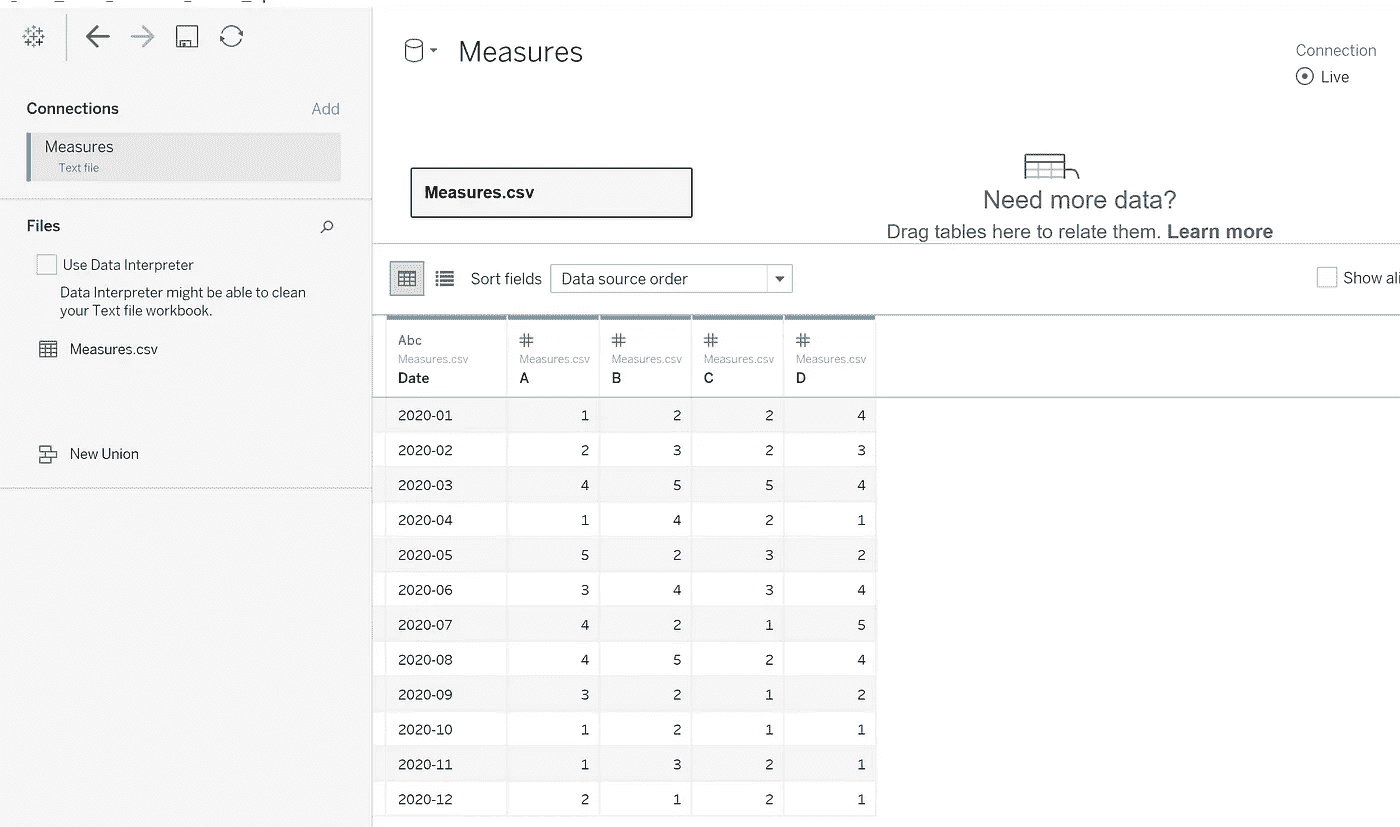 Measures
Connection
Live
Connections
Add
Measures
Text file
Measures.csv
Need more data?
Drag tables here to relate them. Learn more
Files
Use Data Interpreter
Data Interpreter might be able to clean
your Text file workbook.
Measures.csv
New Union
Sort fields
Data source order
Show ali
Abc # # # #
Measures.csv Measures.csv Measures.csv Measures.csv Measures.csv
Date A B C D
2020-01 1 2 2 4
2020-02 2 3 2 3
2020-03 4 5 5 4
2020-04 1 4 2 1
2020-05 5 2 3 2
2020-06 3 4 3 4
2020-07 4 2 1 5
2020-08 4 5 2 4
2020-09 3 2 1 2
2020-10 1 2 1 1
2020-11 1 3 2 1
2020-12 2 1 2 1